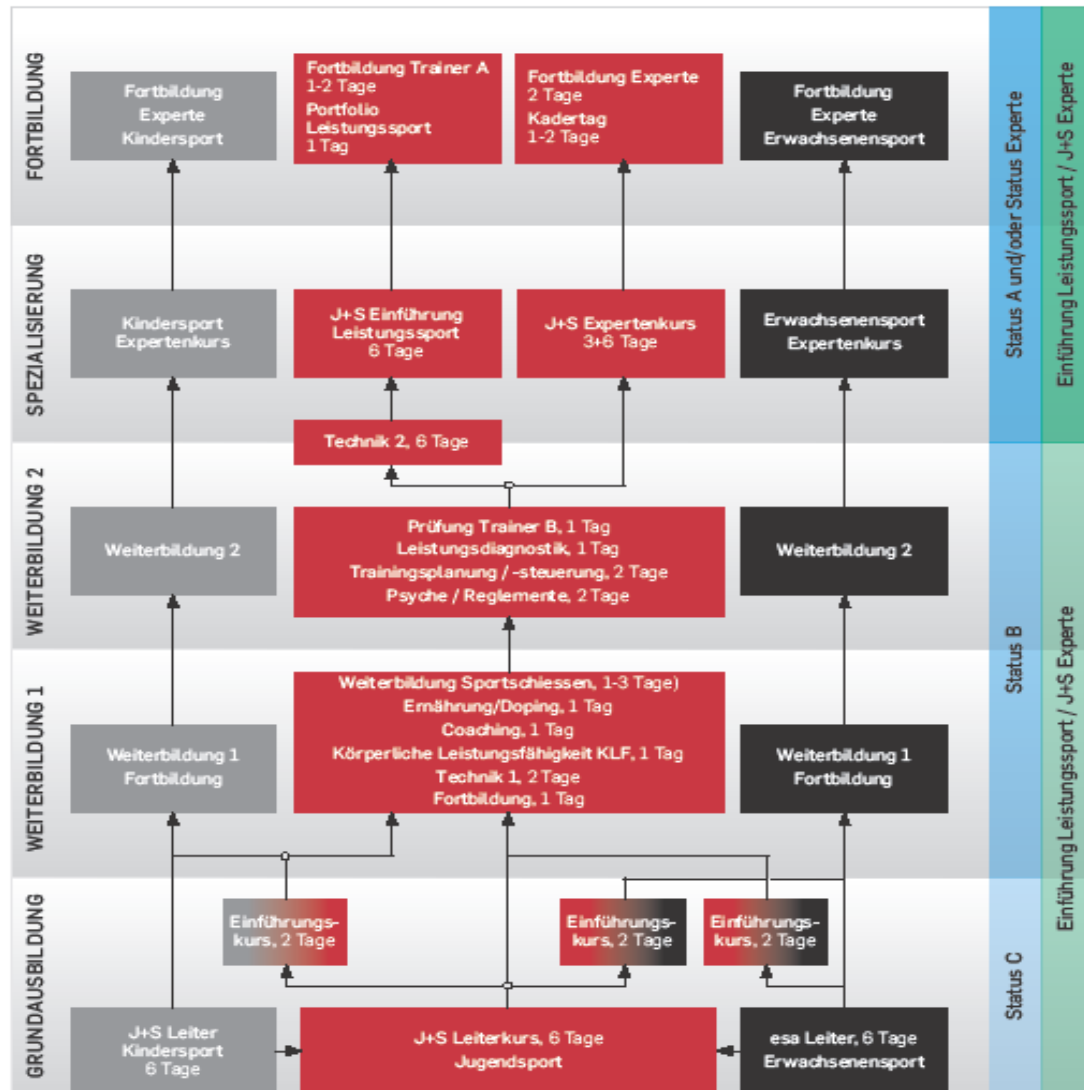 FORTBILDUNG
Fortbildung
Experte
Kindersport
Fortbildung Trainer A
1-2 Tage
Portfolio
Leistungssport
1 Tag
Fortbildung Experte
2 Tage
Kadertag
1-2 Tage
Fortbildung
Experte
Erwachsenensport
SPEZIALISIERUNG
Kindersport
Expertenkurs
J+S Einführung
Leistungssport
6 Tage
J+S Expertenkurs
3+6 Tage
Erwachsenensport
Expertenkurs
Technik 2, 6 Tage
WEITERBILDUNG 2
Weiterbildung 2
Prüfung Trainer B, 1 Tag
Leistungsdiagnostik, 1 Tag
Trainingsplanung / -steuerung, 2 Tage
Psyche / Reglemente, 2 Tage
Weiterbildung 2
WEITERBILDUNG 1
Weiterbildung 1
Fortbildung
Weiterbildung Sportschiessen, 1-3 Tage)
Ernährung/Doping, 1 Tag
Coaching, 1 Tag
Körperliche Leistungsfähigkeit KLF, 1 Tag
Technik 1, 2 Tage
Fortbildung, 1 Tag
Weiterbildung 1
Fortbildung
GRUNDAUSBILDUNG
Einführungs-
kurs, 2 Tage
Einführungs-
kurs, 2 Tage
Einführungs-
kurs, 2 Tage
J+S Leiter
Kindersport
6 Tage
J+S Leiterkurs, 6 Tage
Jugendsport
esa Leiter, 6 Tage
Erwachsenensport
Status A und/oder Status Experte
Status B
Status C
Einführung Leistungssport / J+S Experte
Einführung Leistungssport / J+S Experte